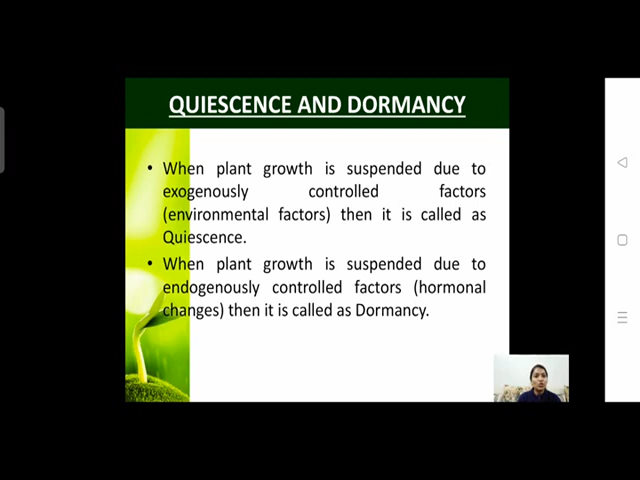 QUIESCENCE AND DORMANCY
• When plant growth is suspended due to
exogenously controlled factors
(environmental factors) then it is called as
Quiescence.
• When plant growth is suspended due to
endogenously controlled factors (hormonal
changes) then it is called as Dormancy.